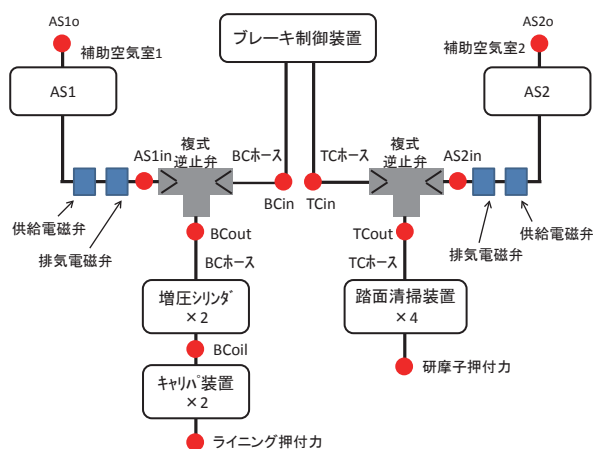 AS1o
補助空気室1
AS1
ブレーキ制御装置
AS2o
補助空気室2
AS2
AS1in
複式
逆止弁
BCホース
TCホース
複式
逆止弁
AS2in
BCin
TCin
供給電磁弁
排気電磁弁
BCout
BCホース
TCout
TCホース
排気電磁弁
供給電磁弁
増圧シリンダ
×2
踏面清掃装置
×4
BCoil
キャリパ装置
×2
研摩子押付力
ライニング押付力